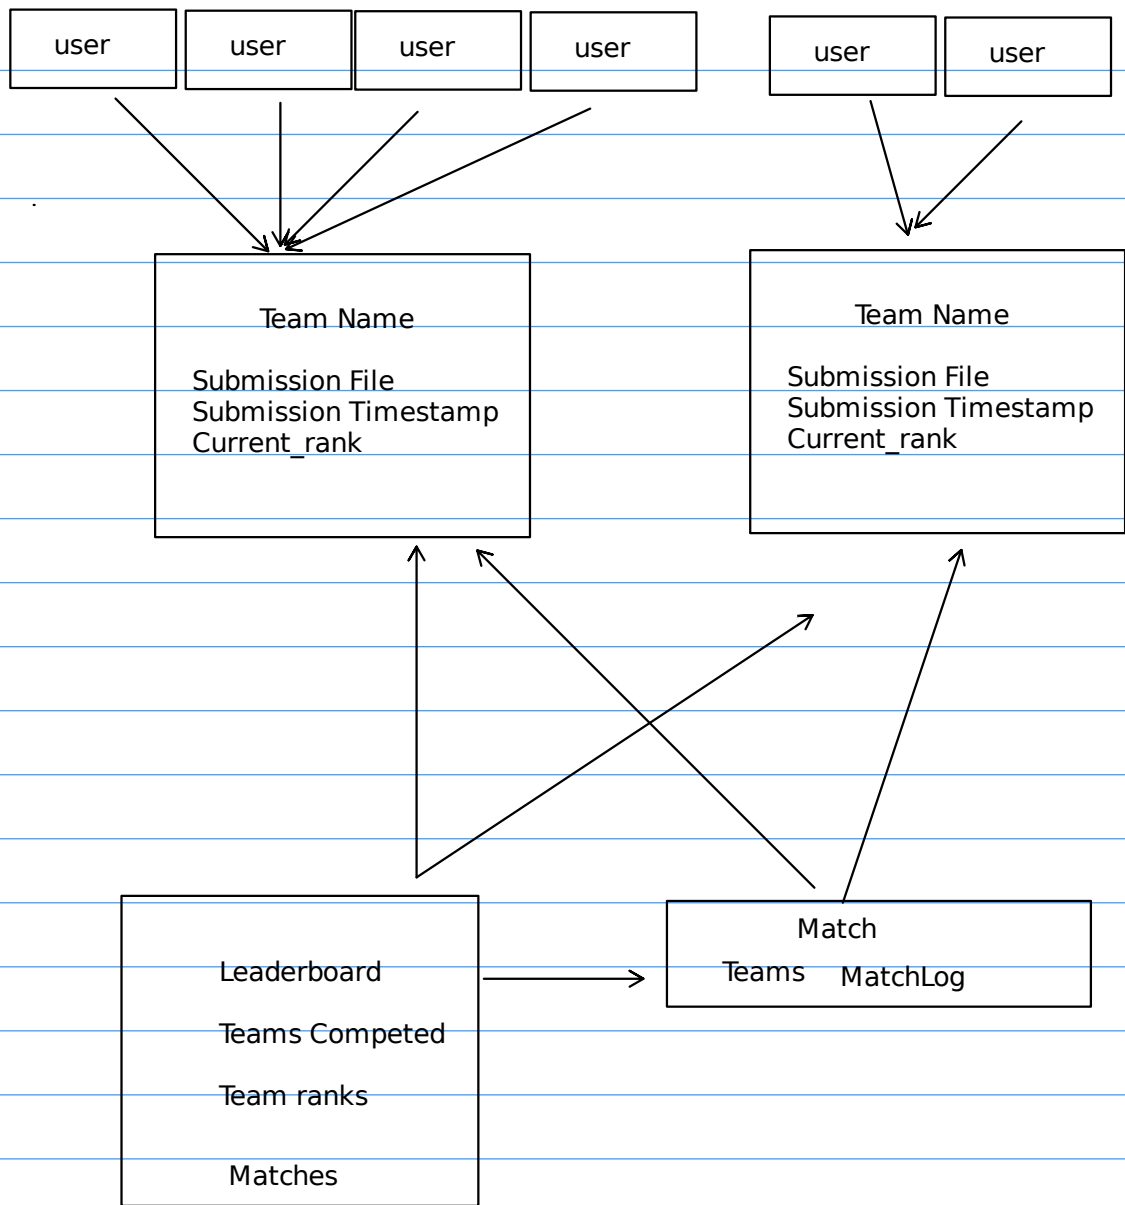 user
user
user
user
user
user
Team Name
Submission File
Submission Timestamp
Current_rank
Team Name
Submission File
Submission Timestamp
Current_rank
Leaderboard
Teams Competed
Team ranks
Matches
Match
Teams MatchLog